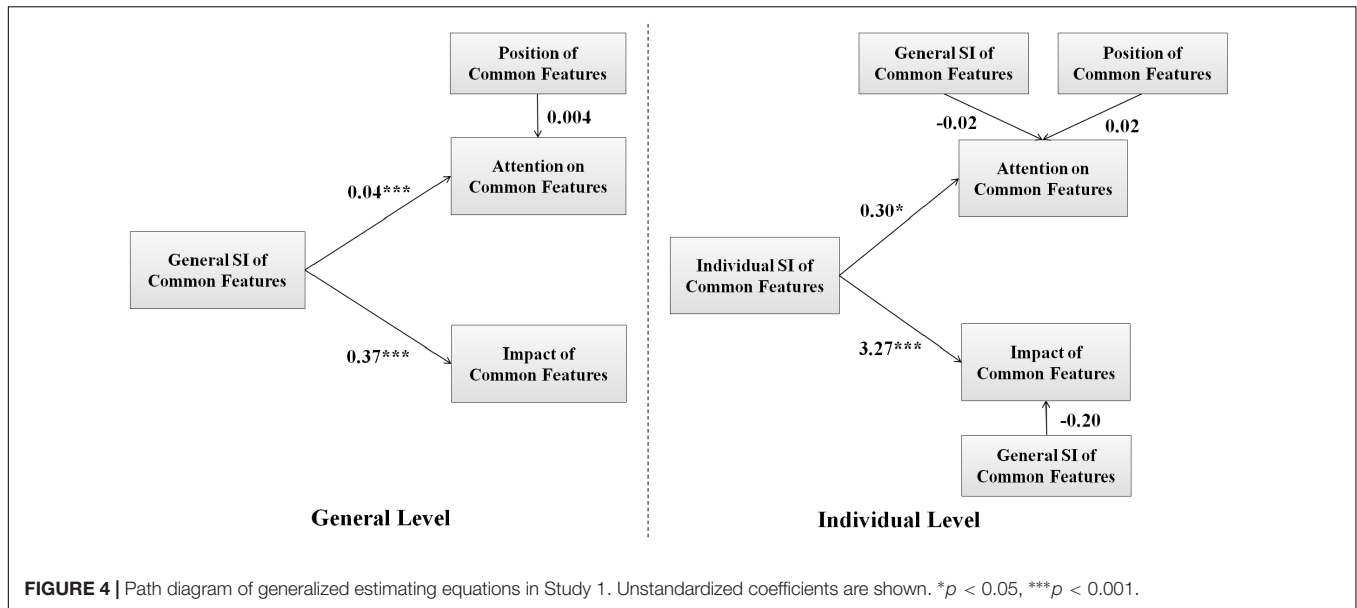 Position of
Common Features
0.004
Attention on
Common Features
0.04***
General SI of
Common Features
0.37***
Impact of
Common Features
General Level
General SI of
Common Features
Position of
Common Features
-0.02
0.02
Attention on
Common Features
0.30*
Individual SI of
Common Features
3.27***
Impact of
Common Features
-0.20
General SI of
Common Features
Individual Level
FIGURE 4 | Path diagram of generalized estimating equations in Study 1. Unstandardized coefficients are shown. *p < 0.05, ***p < 0.001.